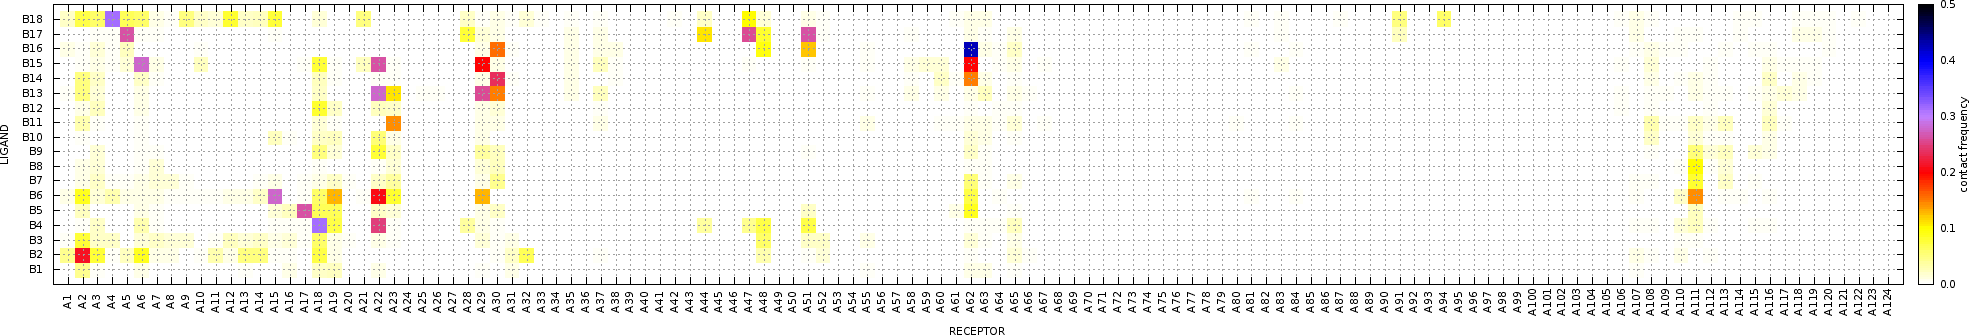 B18
B17
B16
B15
B14
B13
B12
B11
B10
B9
B8
B7
B6
B5
B4
B3
B2
B1
LIGAND
A1 A2 A3 A4 A5 A6 A7 A8 A9 A10 A11 A12 A13 A14 A15 A16 A17 A18 A19 A20 A21 A22 A23 A24 A25 A26 A27 A28 A29 A30 A31 A32 A33 A34 A35 A36 A37 A38 A39 A40 A41 A42 A43 A44 A45 A46 A47 A48 A49 A50 A51 A52 A53 A54 A55 A56 A57 A58 A59 A60 A61 A62 A63 A64 A65 A66 A67 A68 A69 A70 A71 A72 A73 A74 A75 A76 A77 A78 A79 A80 A81 A82 A83 A84 A85 A86 A87 A88 A89 A90 A91 A92 A93 A94 A95 A96 A97 A98 A99 A100 A101 A102 A103 A104 A105 A106 A107 A108 A109 A110 A111 A112 A113 A114 A115 A116 A117 A118 A119 A120 A121 A122 A123 A124
RECEPTOR
0.5
0.4
0.3
0.2
0.1
0.0
contact frequency